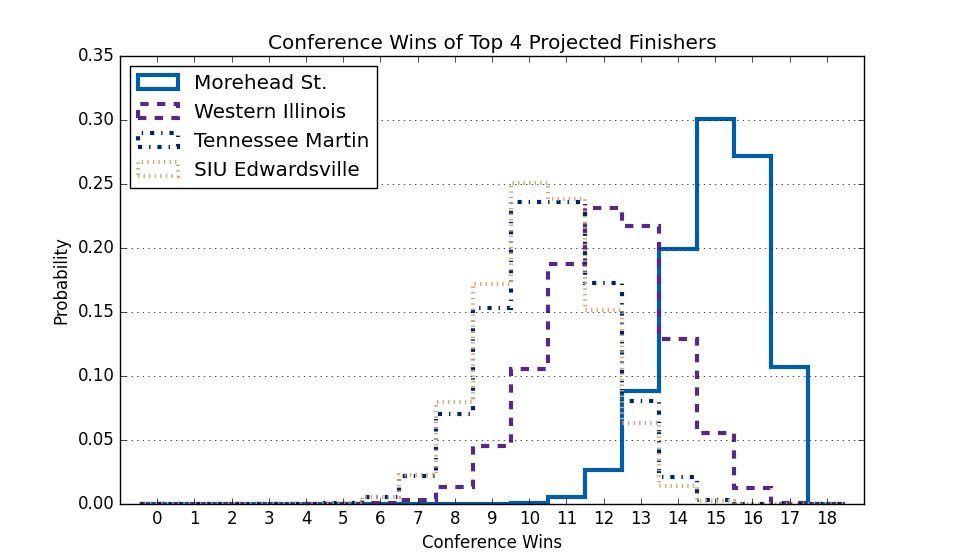 Conference Wins of Top 4 Projected Finishers
0.35
0.30
0.25
0.20
0.15
0.10
0.05
0.00
Probability
Morehead St.
Western Illinois
Tennessee Martin
SIU Edwardsville
0 1 2 3 4 5 6 7 8 9 10 11 12 13 14 15 16 17 18
Conference Wins